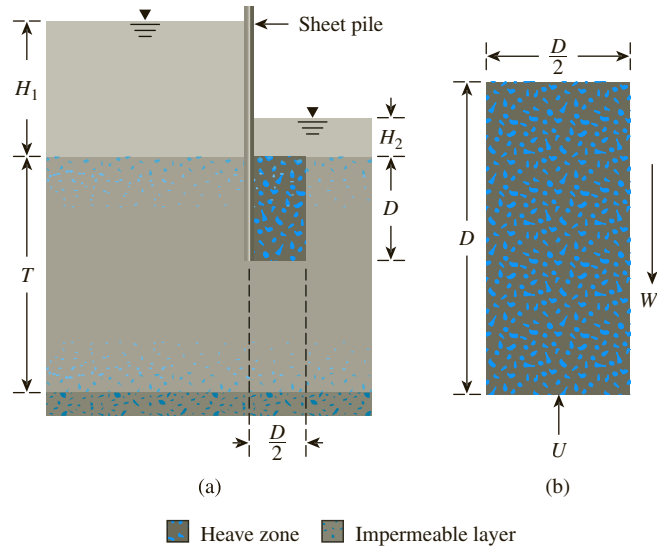 Sheet pile
H₁
H₂
D
T
D/2
(a)
D/2
D
W
U
(b)
Heave zone
Impermeable layer